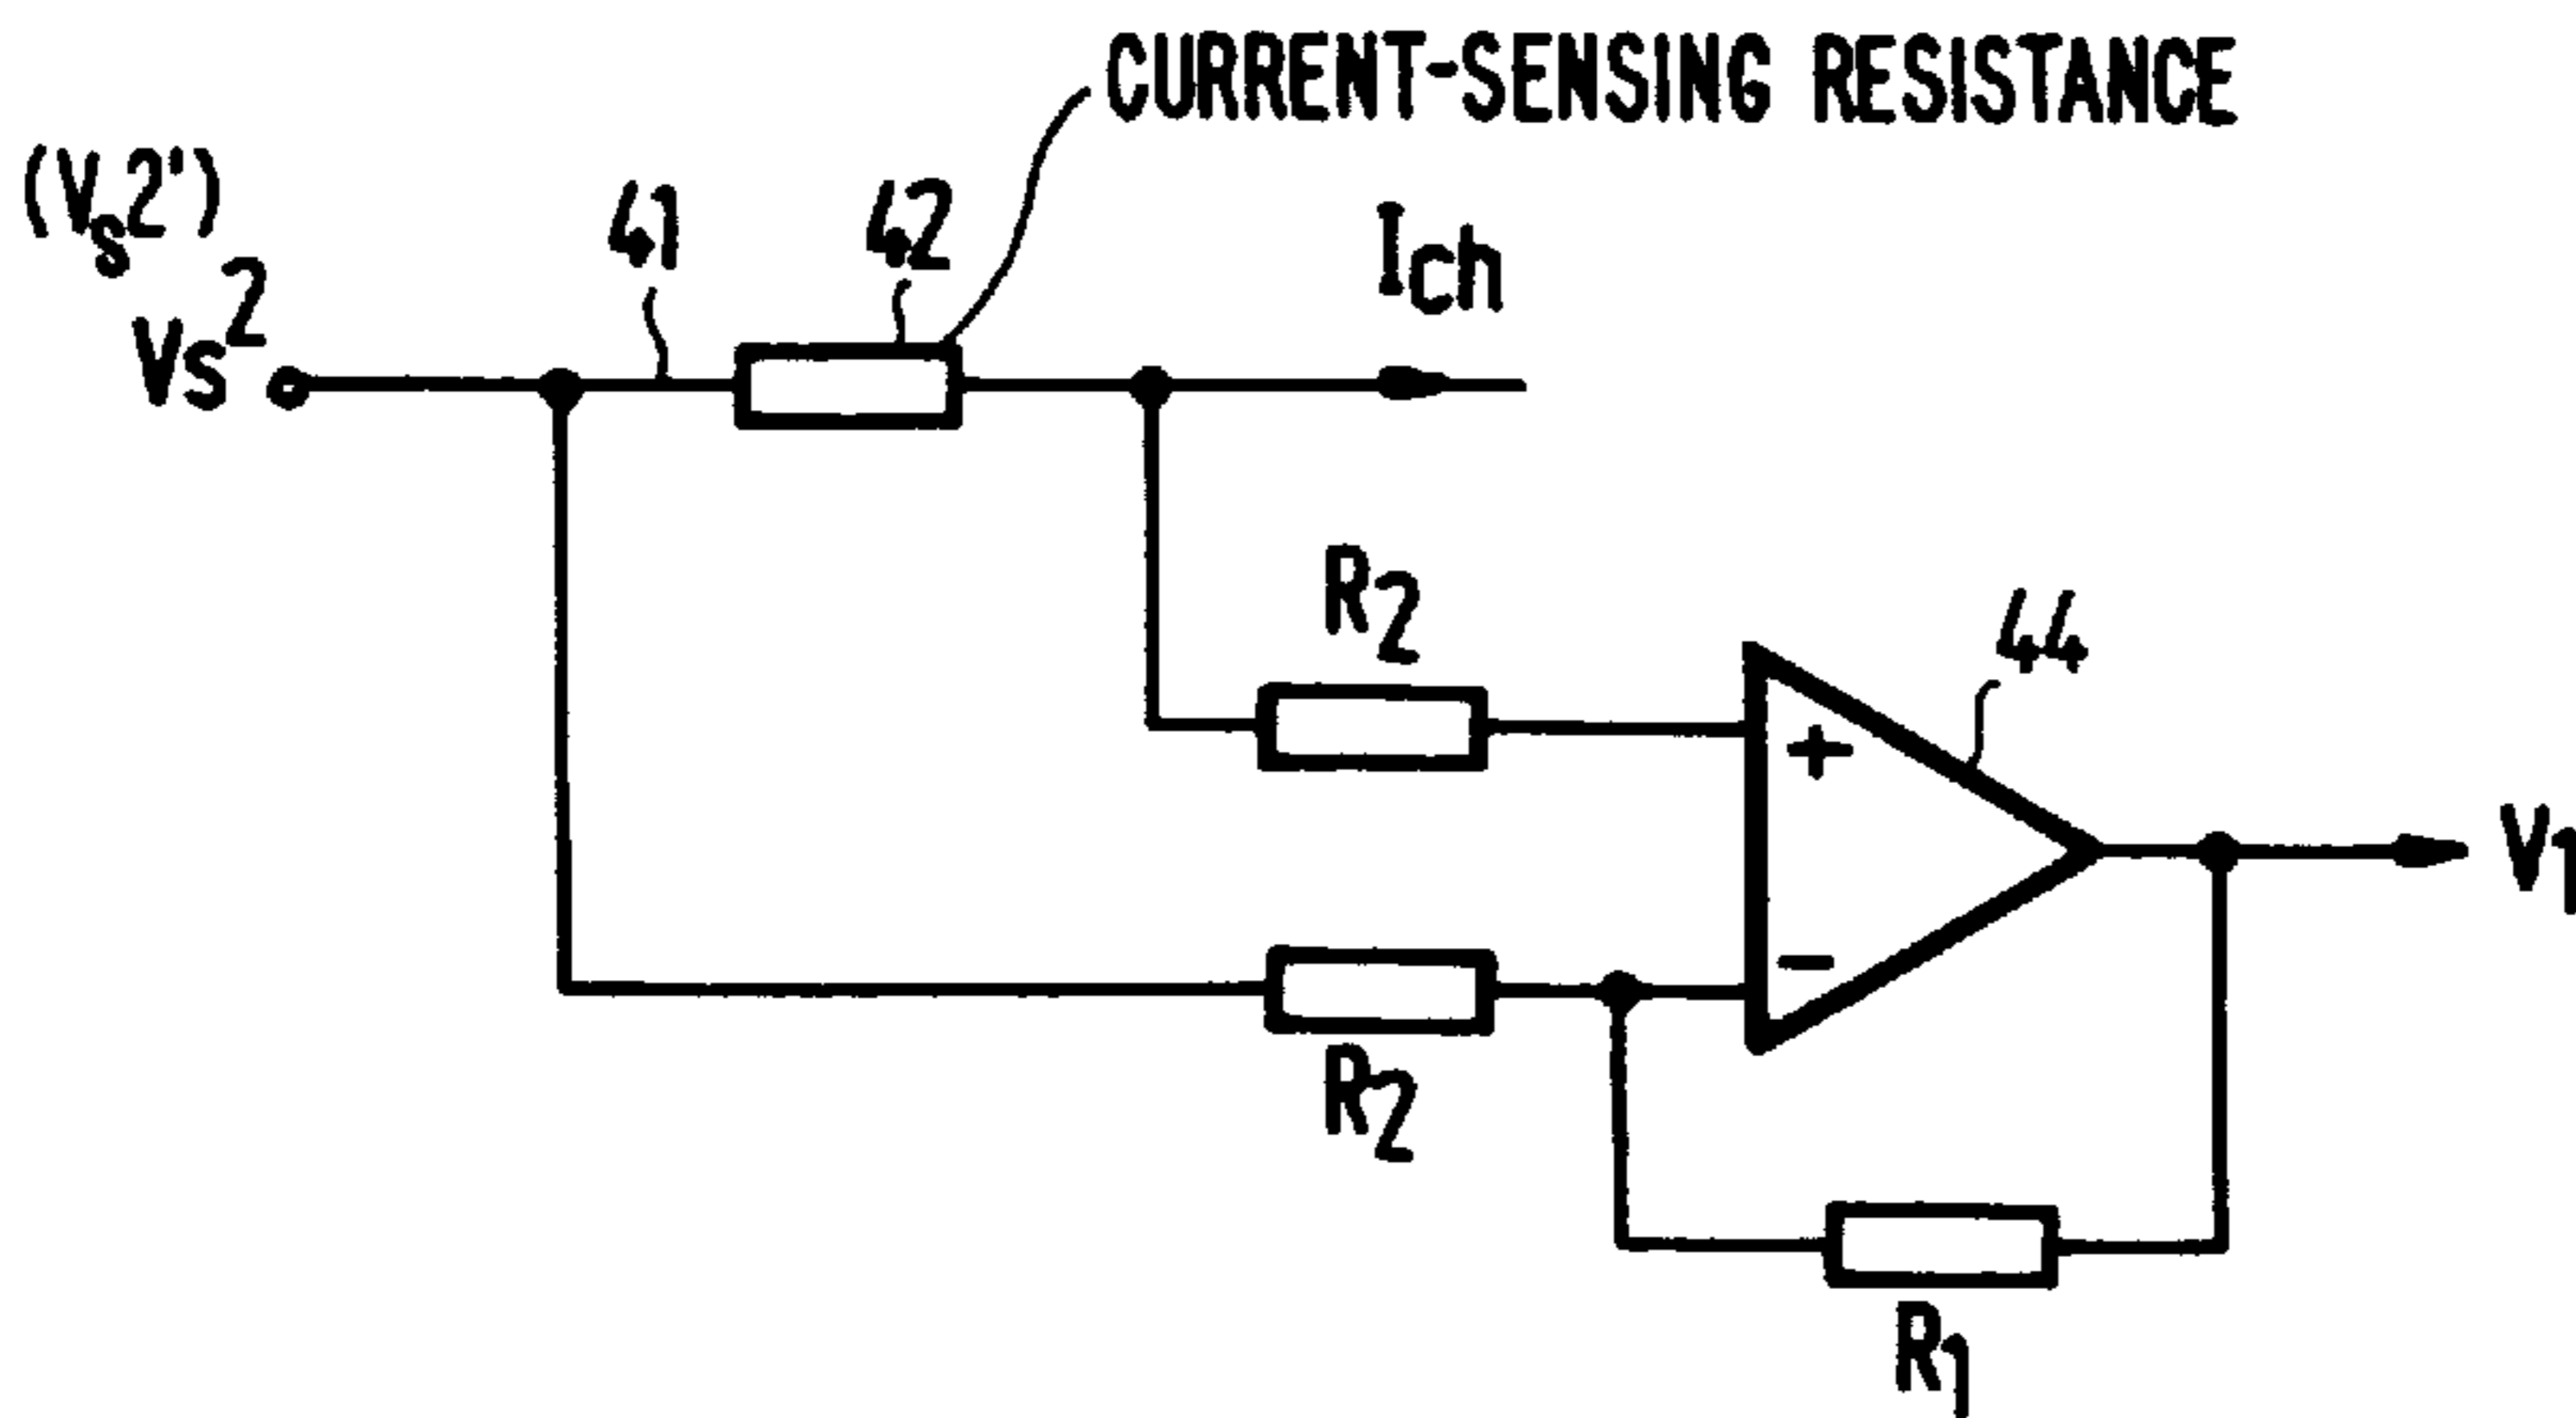 CURRENT-SENSING RESISTANCE
(Vs2')
Vs2
41
42
Ich
R2
44
+
V1
-
R2
R1